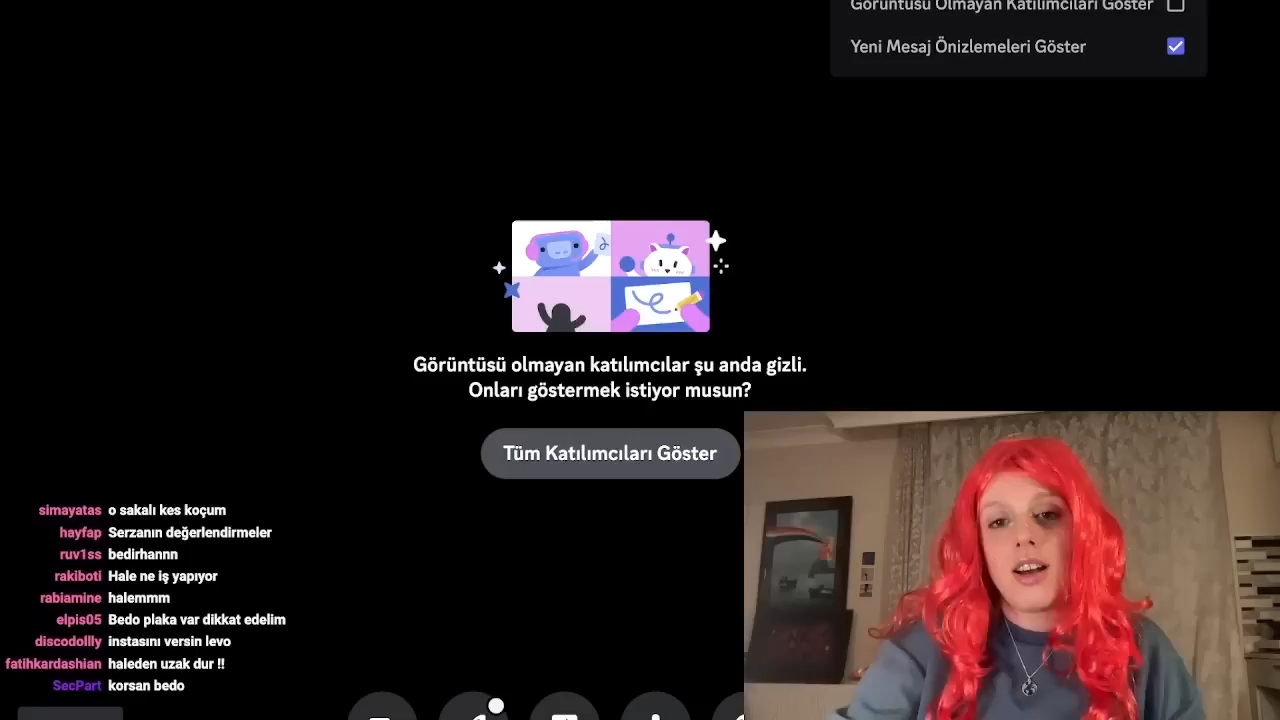 Görüntüsü Olmayan Katılımcıları Göster
Yeni Mesaj Önizlemeleri Göster
Görüntüsü olmayan katılımcılar şu anda gizli.
Onları göstermek istiyor musun?
Tüm Katılımcıları Göster
simayatas o sakalı kes koçum
hayfap Serzanın değerlendirmeler
ruv1ss bedirhannn
rakiboti Hale ne iş yapıyor
rabiamine halemmm
elpis05 Bedo plaka var dikkat edelim
discodollly instasını versin levo
fatihkardashian haleden uzak dur !!
SecPart korsan bedo